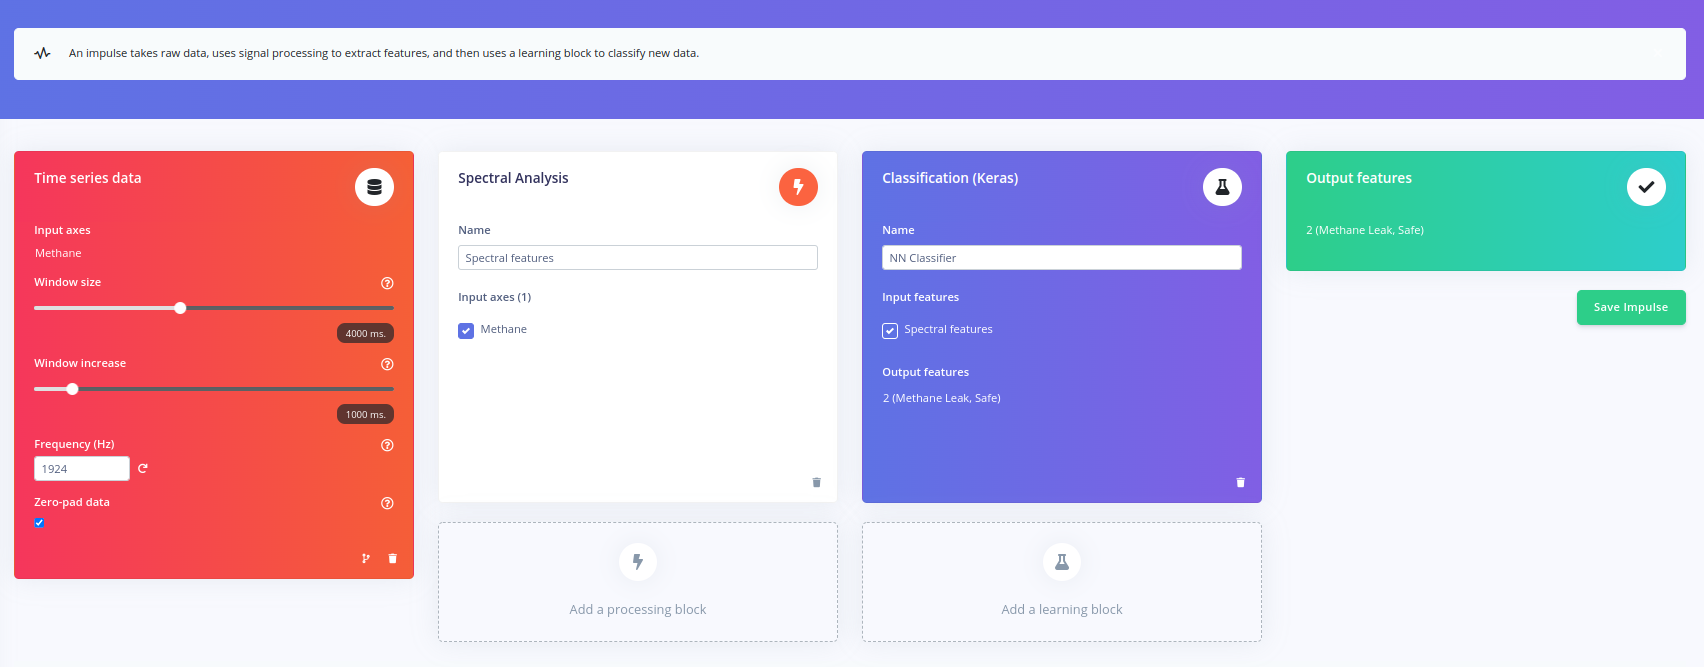 An impulse takes raw data, uses signal processing to extract features, and then uses a learning block to classify new data.
Time series data
Input axes
Methane
Window size
4000 ms.
Window increase
1000 ms.
Frequency (Hz)
1924
Zero-pad data
Spectral Analysis
Name
Spectral features
Input axes (1)
Methane
Add a processing block
Classification (Keras)
Name
NN Classifier
Input features
Spectral features
Output features
2 (Methane Leak, Safe)
Add a learning block
Output features
2 (Methane Leak, Safe)
Save Impulse